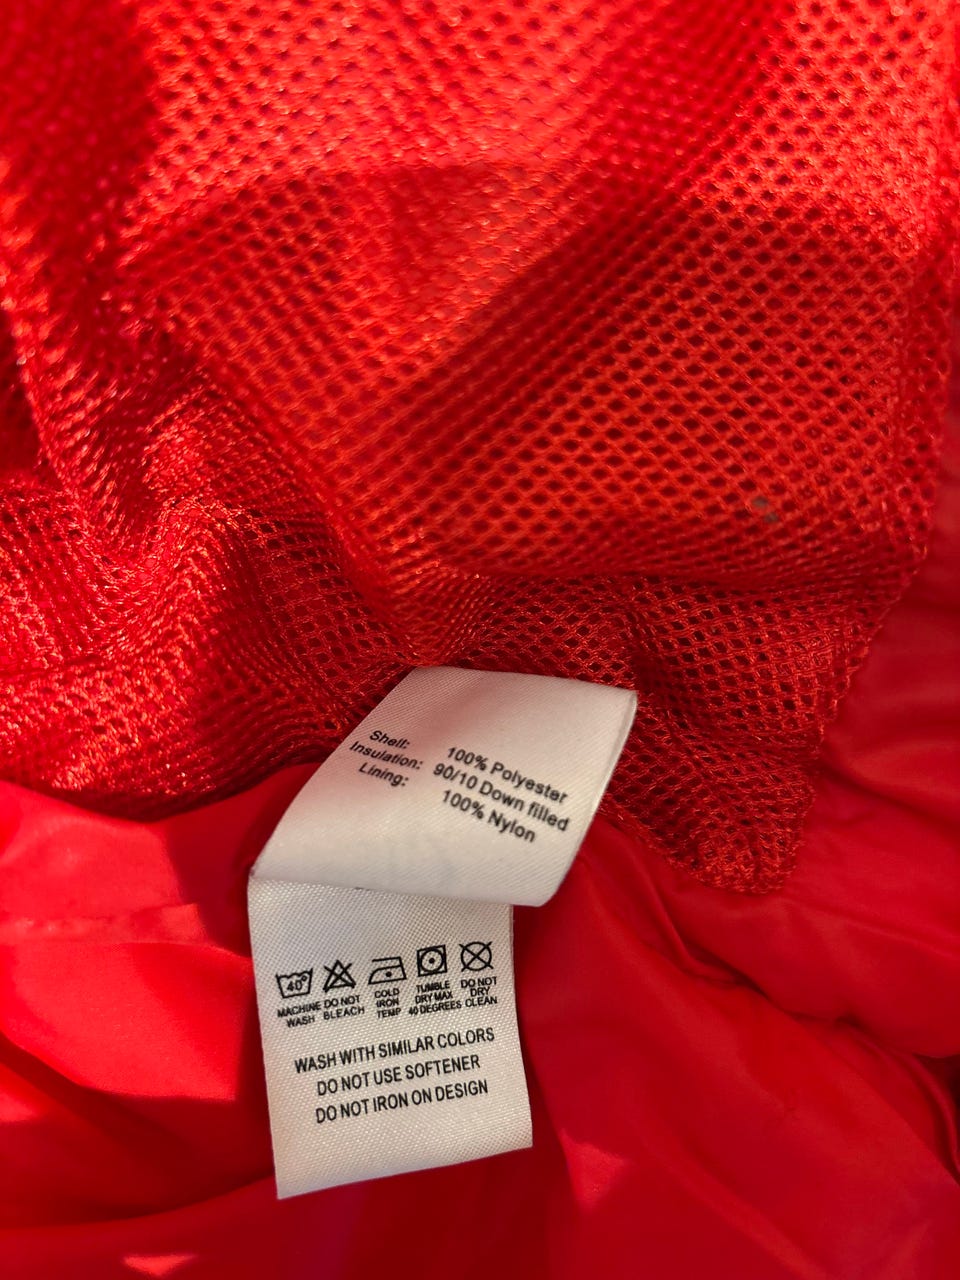 Shell: 100% Polyester
Insulation: 90/10 Down filled
Lining: 100% Nylon
40°
MACHINE WASH
DO NOT BLEACH
COLD IRON TEMP
TUMBLE DRY MAX 40 DEGREES
DO NOT DRY CLEAN
WASH WITH SIMILAR COLORS
DO NOT USE SOFTENER
DO NOT IRON ON DESIGN